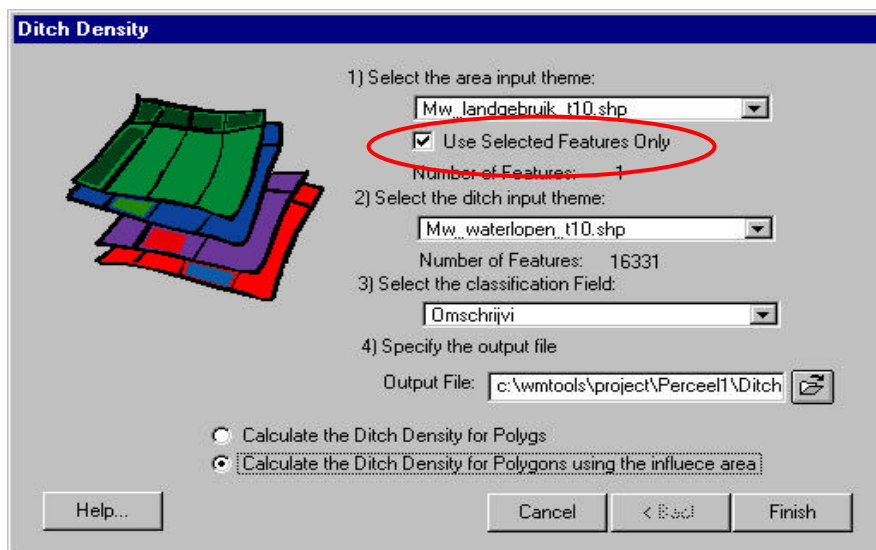 Ditch Density
1) Select the area input theme:
Mw_landgebruik_t10.shp
Use Selected Features Only
Number of Features: 1
2) Select the ditch input theme:
Mw_waterlopen_t10.shp
Number of Features: 16331
3) Select the classification Field:
Omschrijvi
4) Specify the output file
Output File: c:\wmtools\project\Perceel1\Ditch
Calculate the Ditch Density for Polygs
Calculate the Ditch Density for Polygons using the influece area
Help... Cancel < Back Finish